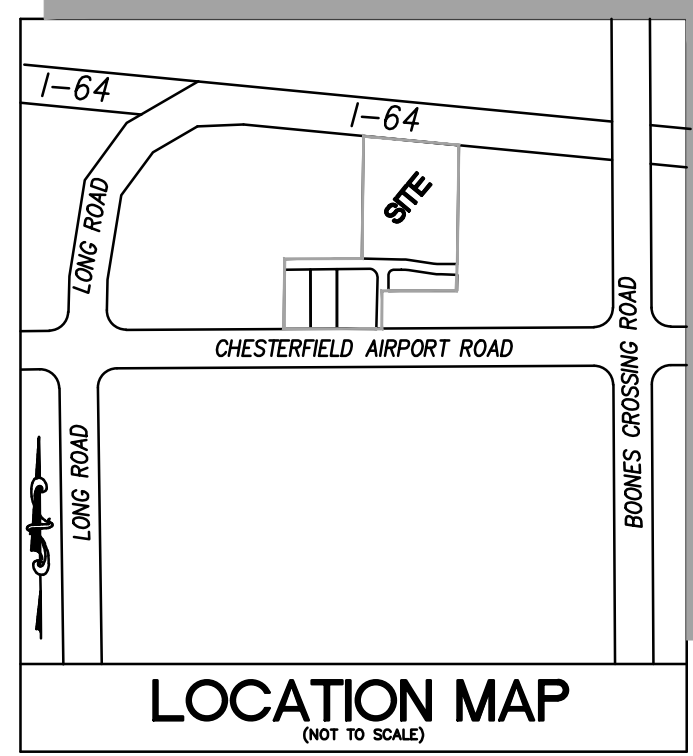 I-64
I-64
SITE
LONG ROAD
CHESTERFIELD AIRPORT ROAD
BOONES CROSSING ROAD
LONG ROAD
LOCATION MAP
(NOT TO SCALE)